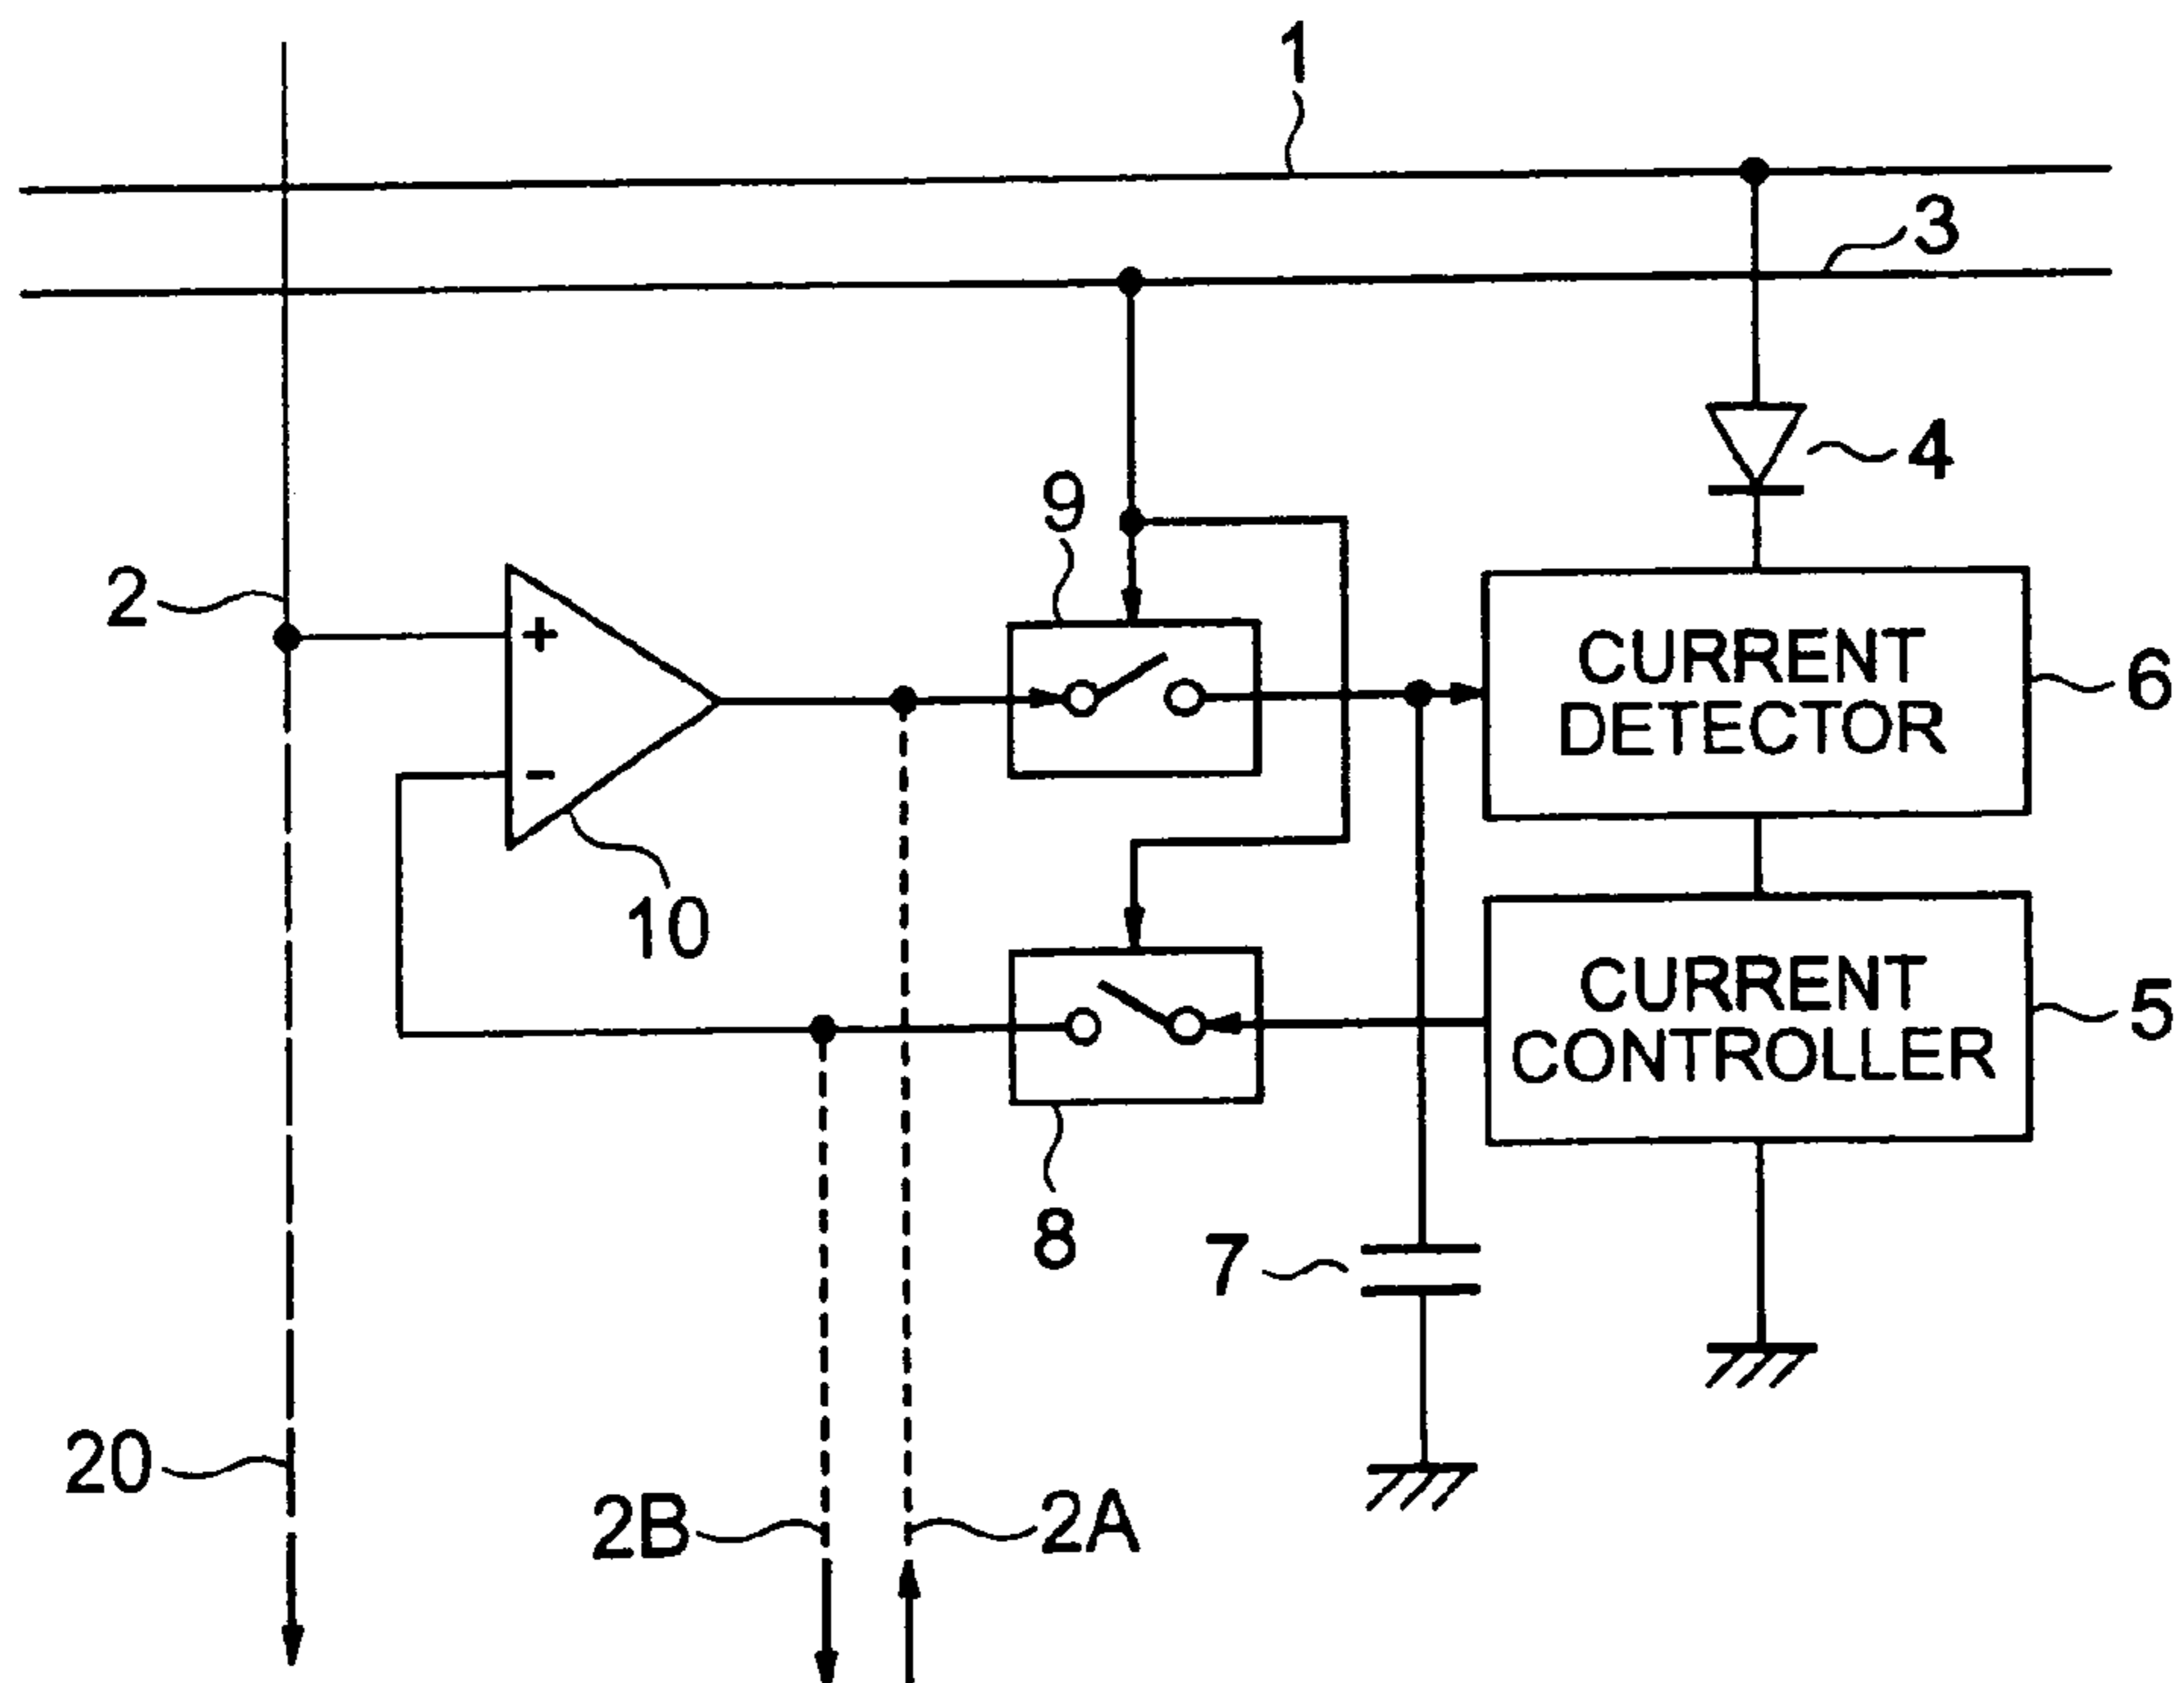 1
3
4
9
2
+
CURRENT
DETECTOR
6
-
10
CURRENT
CONTROLLER
5
8
7
20
2B
2A